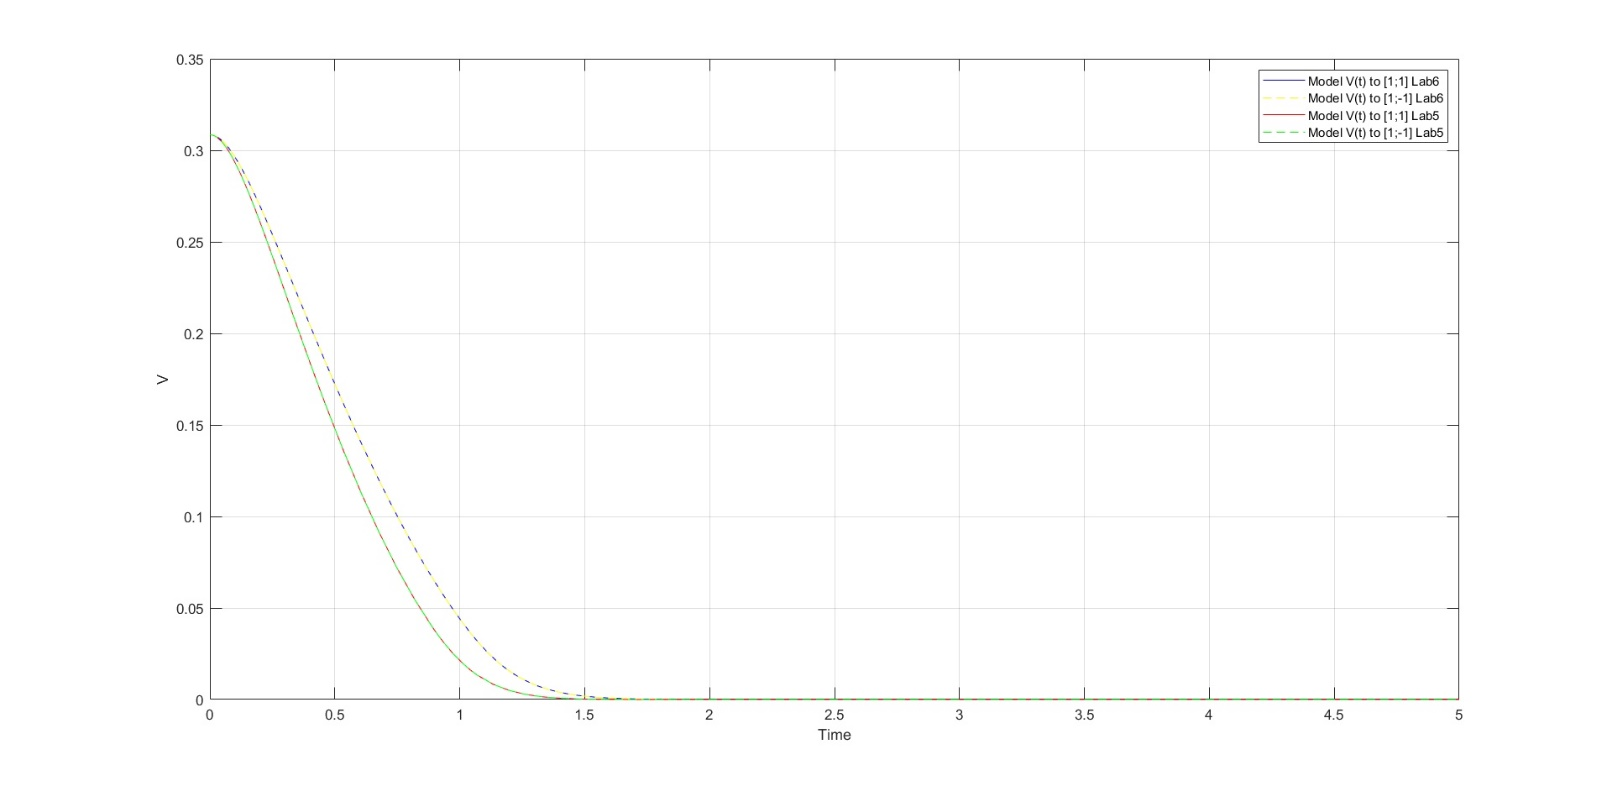 0.35
0.3
0.25
0.2
0.15
0.1
0.05
0
V
Model V(t) to [1;1] Lab6
Model V(t) to [1;-1] Lab6
Model V(t) to [1;1] Lab5
Model V(t) to [1;-1] Lab5
0 0.5 1 1.5 2 2.5 3 3.5 4 4.5 5
Time